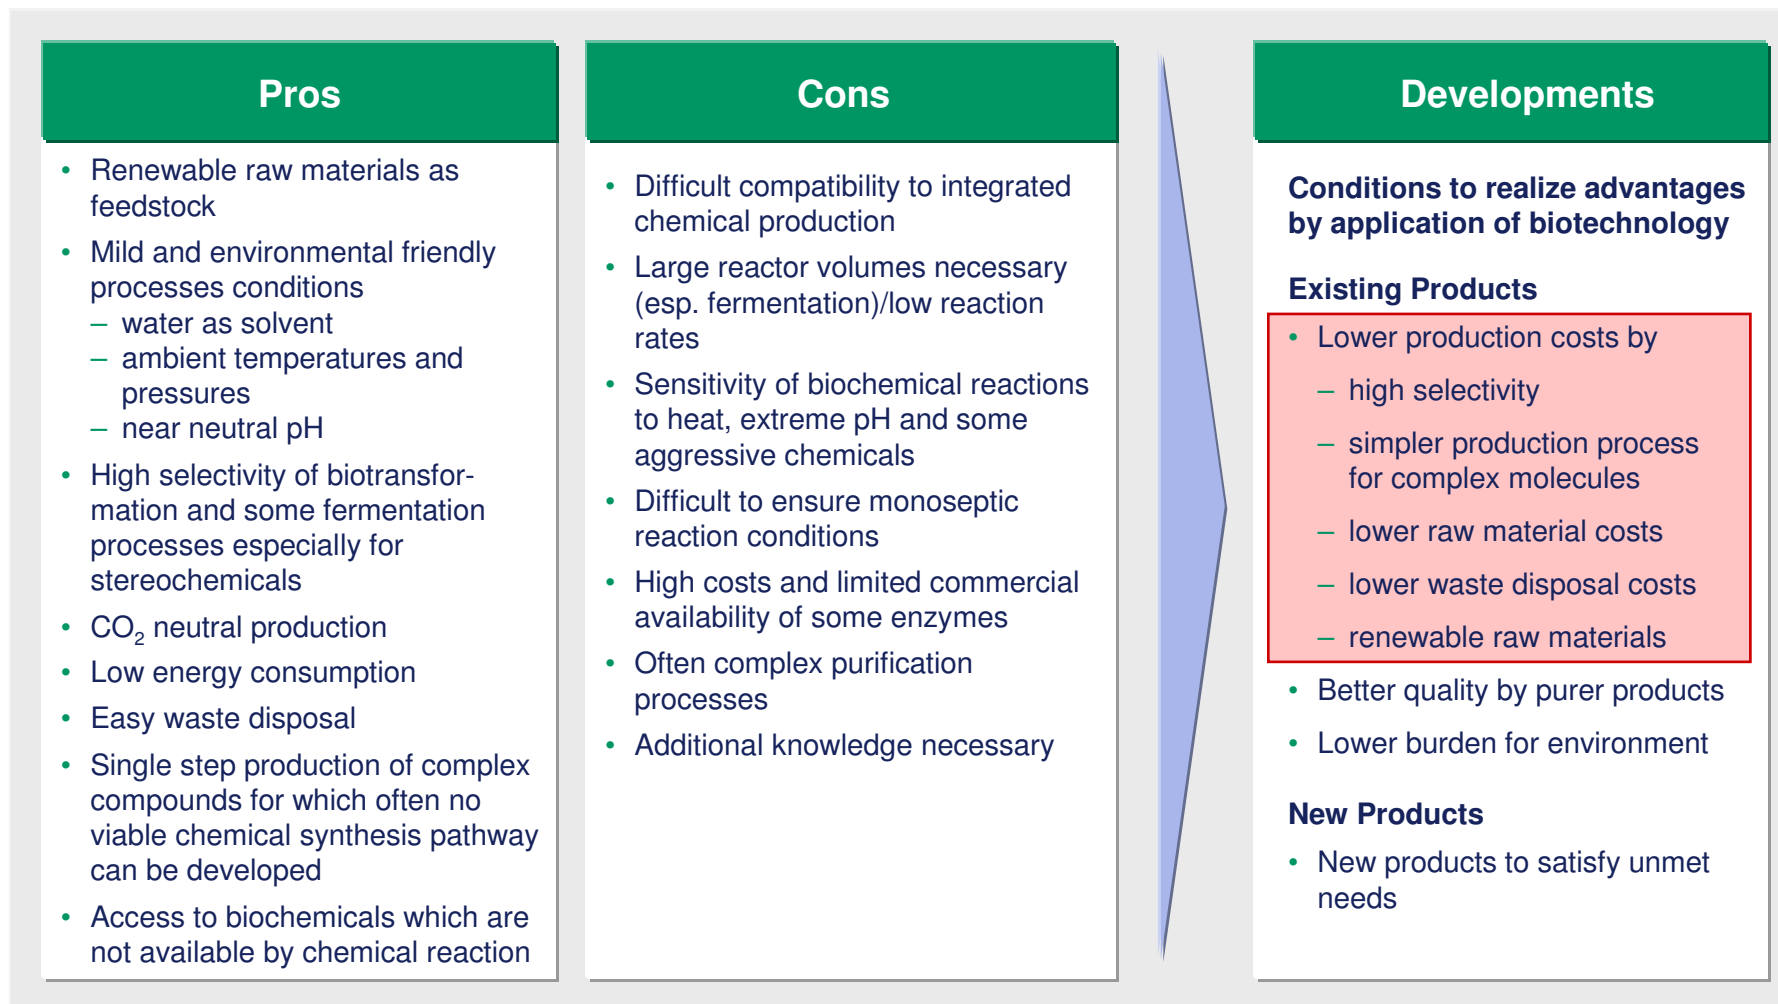 Pros
• Renewable raw materials as
feedstock
• Mild and environmental friendly
processes conditions
– water as solvent
– ambient temperatures and
pressures
– near neutral pH
• High selectivity of biotransfor-
mation and some fermentation
processes especially for
stereochemicals
• CO₂ neutral production
• Low energy consumption
• Easy waste disposal
• Single step production of complex
compounds for which often no
viable chemical synthesis pathway
can be developed
• Access to biochemicals which are
not available by chemical reaction
Cons
• Difficult compatibility to integrated
chemical production
• Large reactor volumes necessary
(esp. fermentation)/low reaction
rates
• Sensitivity of biochemical reactions
to heat, extreme pH and some
aggressive chemicals
• Difficult to ensure monoseptic
reaction conditions
• High costs and limited commercial
availability of some enzymes
• Often complex purification
processes
• Additional knowledge necessary
Developments
Conditions to realize advantages
by application of biotechnology
Existing Products
• Lower production costs by
– high selectivity
– simpler production process
for complex molecules
– lower raw material costs
– lower waste disposal costs
– renewable raw materials
• Better quality by purer products
• Lower burden for environment
New Products
• New products to satisfy unmet
needs